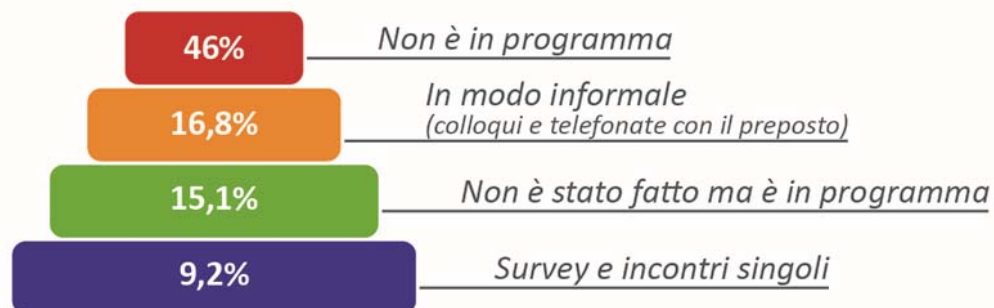 46%
Non è in programma
16,8%
In modo informale
(colloqui e telefonate con il preposto)
15,1%
Non è stato fatto ma è in programma
9,2%
Survey e incontri singoli